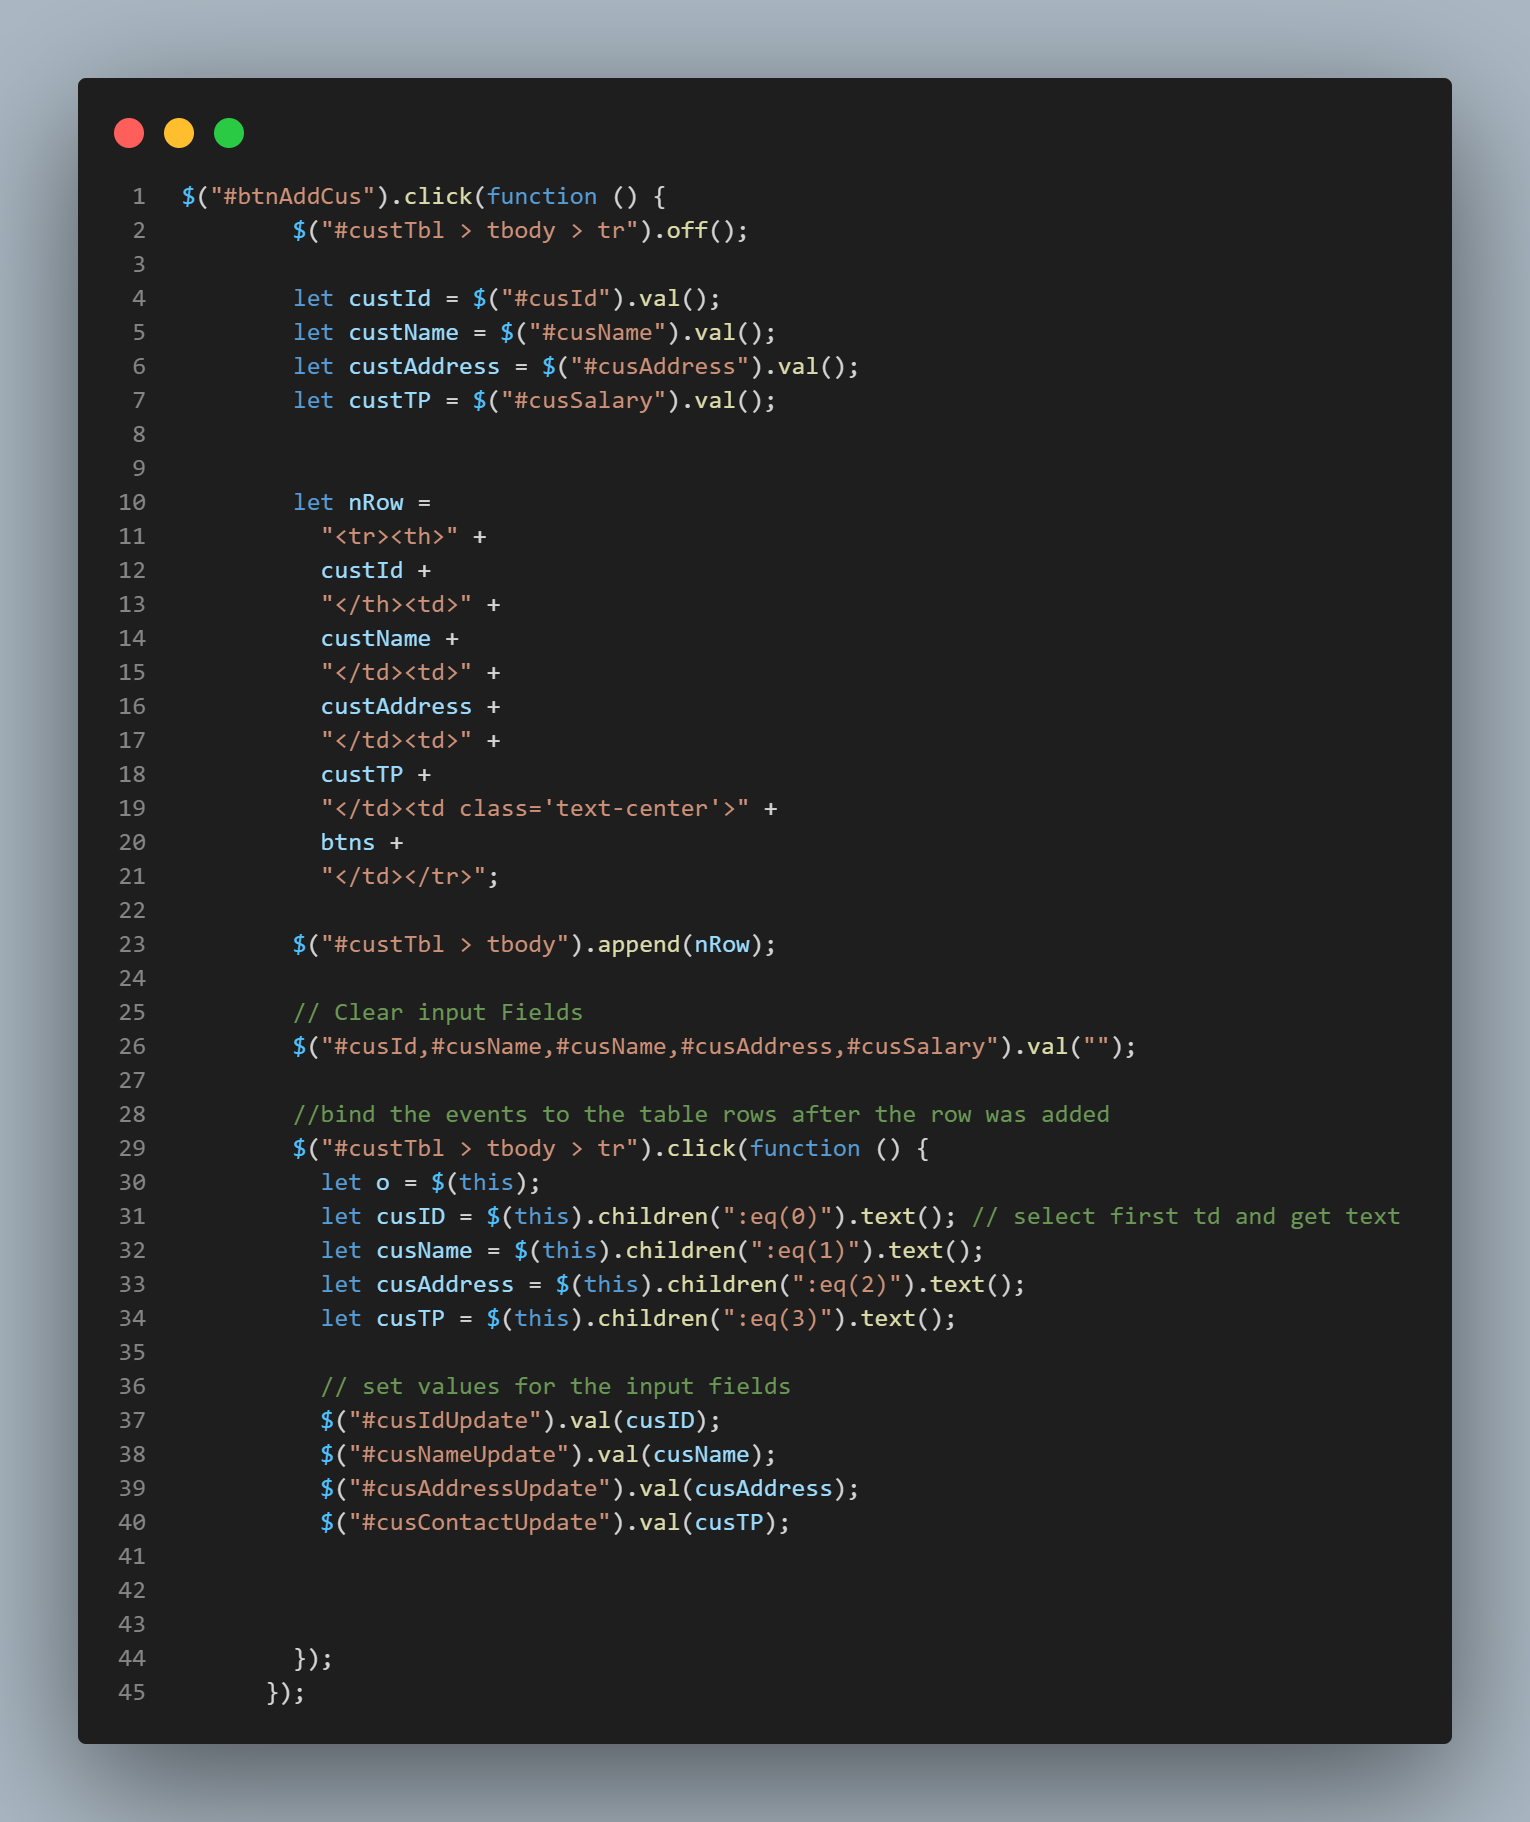 1 $("#btnAddCus").click(function () {
2         $("#custTbl > tbody > tr").off();
3
4         let custId = $("#cusId").val();
5         let custName = $("#cusName").val();
6         let custAddress = $("#cusAddress").val();
7         let custTP = $("#cusSalary").val();
8
9
10         let nRow =
11           "<tr><th>" +
12           custId +
13           "</th><td>" +
14           custName +
15           "</td><td>" +
16           custAddress +
17           "</td><td>" +
18           custTP +
19           "</td><td class='text-center'>" +
20           btns +
21           "</td></tr>";
22
23         $("#custTbl > tbody").append(nRow);
24
25         // Clear input Fields
26         $("#cusId,#cusName,#cusName,#cusAddress,#cusSalary").val("");
27
28         //bind the events to the table rows after the row was added
29         $("#custTbl > tbody > tr").click(function () {
30           let o = $(this);
31           let cusID = $(this).children(":eq(0)").text(); // select first td and get text
32           let cusName = $(this).children(":eq(1)").text();
33           let cusAddress = $(this).children(":eq(2)").text();
34           let cusTP = $(this).children(":eq(3)").text();
35
36           // set values for the input fields
37           $("#cusIdUpdate").val(cusID);
38           $("#cusNameUpdate").val(cusName);
39           $("#cusAddressUpdate").val(cusAddress);
40           $("#cusContactUpdate").val(cusTP);
41
42
43
44         });
45       });